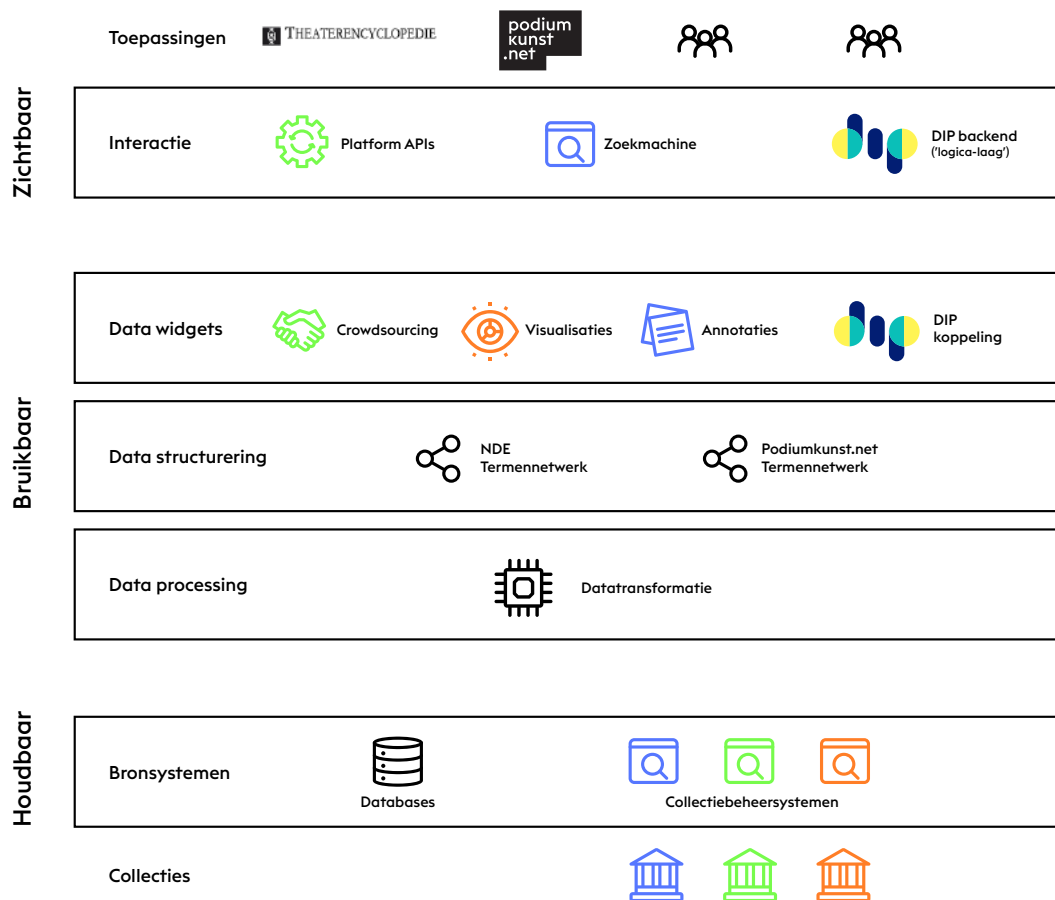 Toepassingen
THEATERENCYCLOPEDIE
podium
kunst
.net
Zichtbaar
Interactie
Platform APIs
Zoekmachine
DIP backend
('logica-laag')
Bruikbaar
Data widgets
Crowdsourcing
Visualisaties
Annotaties
DIP
koppeling
Data structurering
NDE
Termennetwerk
Podiumkunst.net
Termennetwerk
Data processing
Datatransformatie
Houdbaar
Bronsystemen
Databases
Collectiebeheersystemen
Collecties